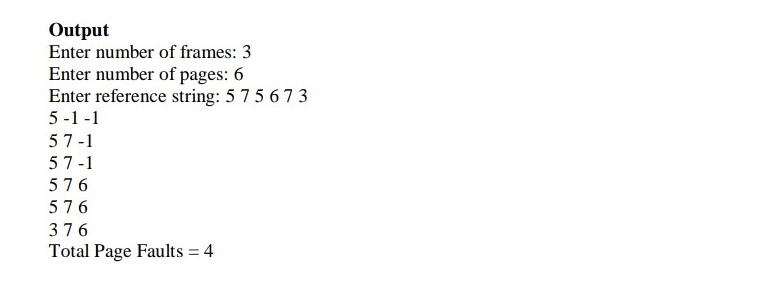 Output
Enter number of frames: 3
Enter number of pages: 6
Enter reference string: 5 7 5 6 7 3
5 -1 -1
5 7 -1
5 7 -1
5 7 6
5 7 6
3 7 6
Total Page Faults = 4